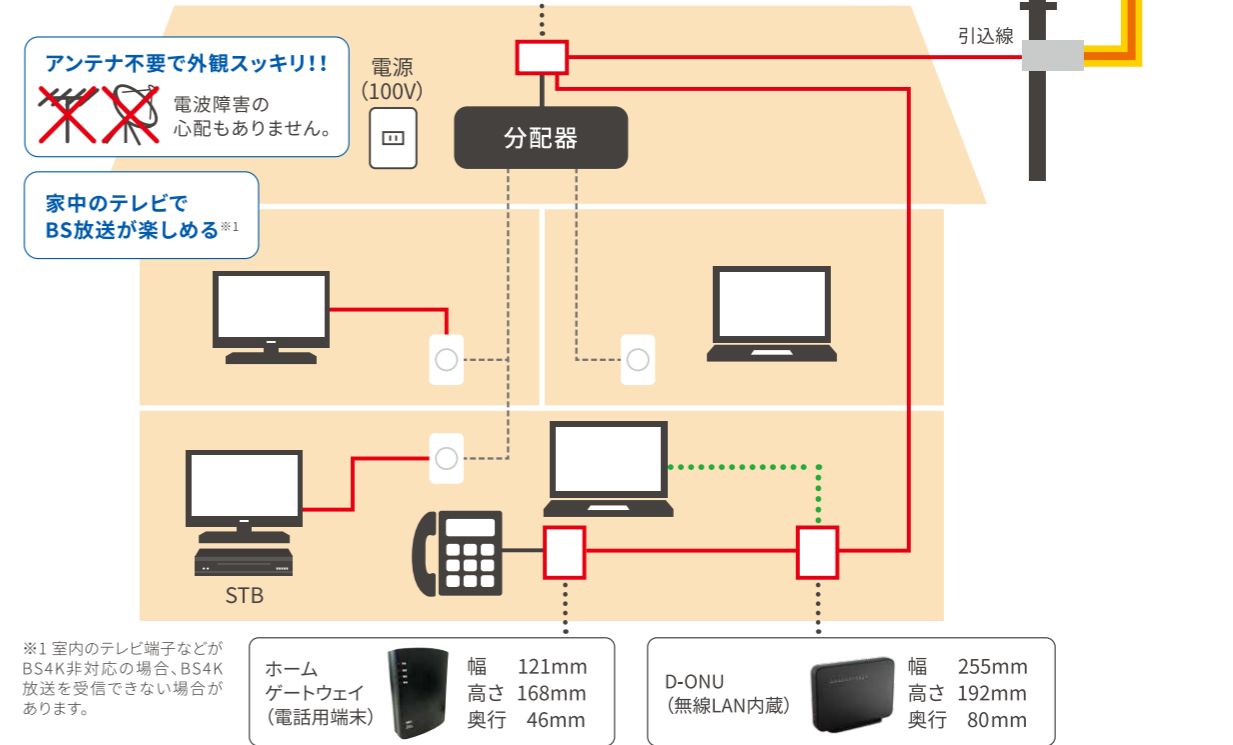 引込線
アンテナ不要で外観スッキリ!!
電波障害の
心配もありません。
電源
（100V）
分配器
家中のテレビで
BS放送が楽しめる※1
STB
※1 室内のテレビ端子などが
BS4K非対応の場合、BS4K
放送を受信できない場合が
あります。
ホーム
ゲートウェイ
（電話用端末）
幅 121mm
高さ 168mm
奥行 46mm
D-ONU
（無線LAN内蔵）
幅 255mm
高さ 192mm
奥行 80mm